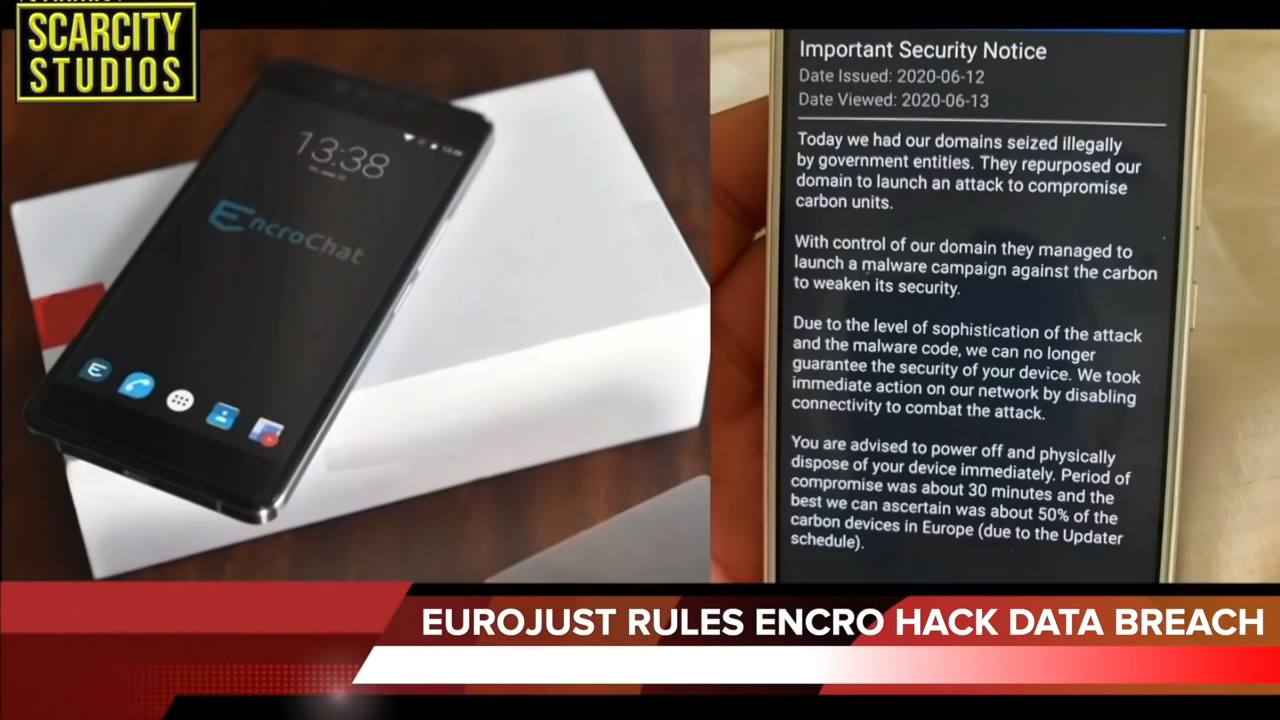 SCARCITY
STUDIOS
13:38
EncroChat
Important Security Notice
Date Issued: 2020-06-12
Date Viewed: 2020-06-13
Today we had our domains seized illegally
by government entities. They repurposed our
domain to launch an attack to compromise
carbon units.
With control of our domain they managed to
launch a malware campaign against the carbon
to weaken its security.
Due to the level of sophistication of the attack
and the malware code, we can no longer
guarantee the security of your device. We took
immediate action on our network by disabling
connectivity to combat the attack.
You are advised to power off and physically
dispose of your device immediately. Period of
compromise was about 30 minutes and the
best we can ascertain was about 50% of the
carbon devices in Europe (due to the Updater
schedule).
EUROJUST RULES ENCRO HACK DATA BREACH